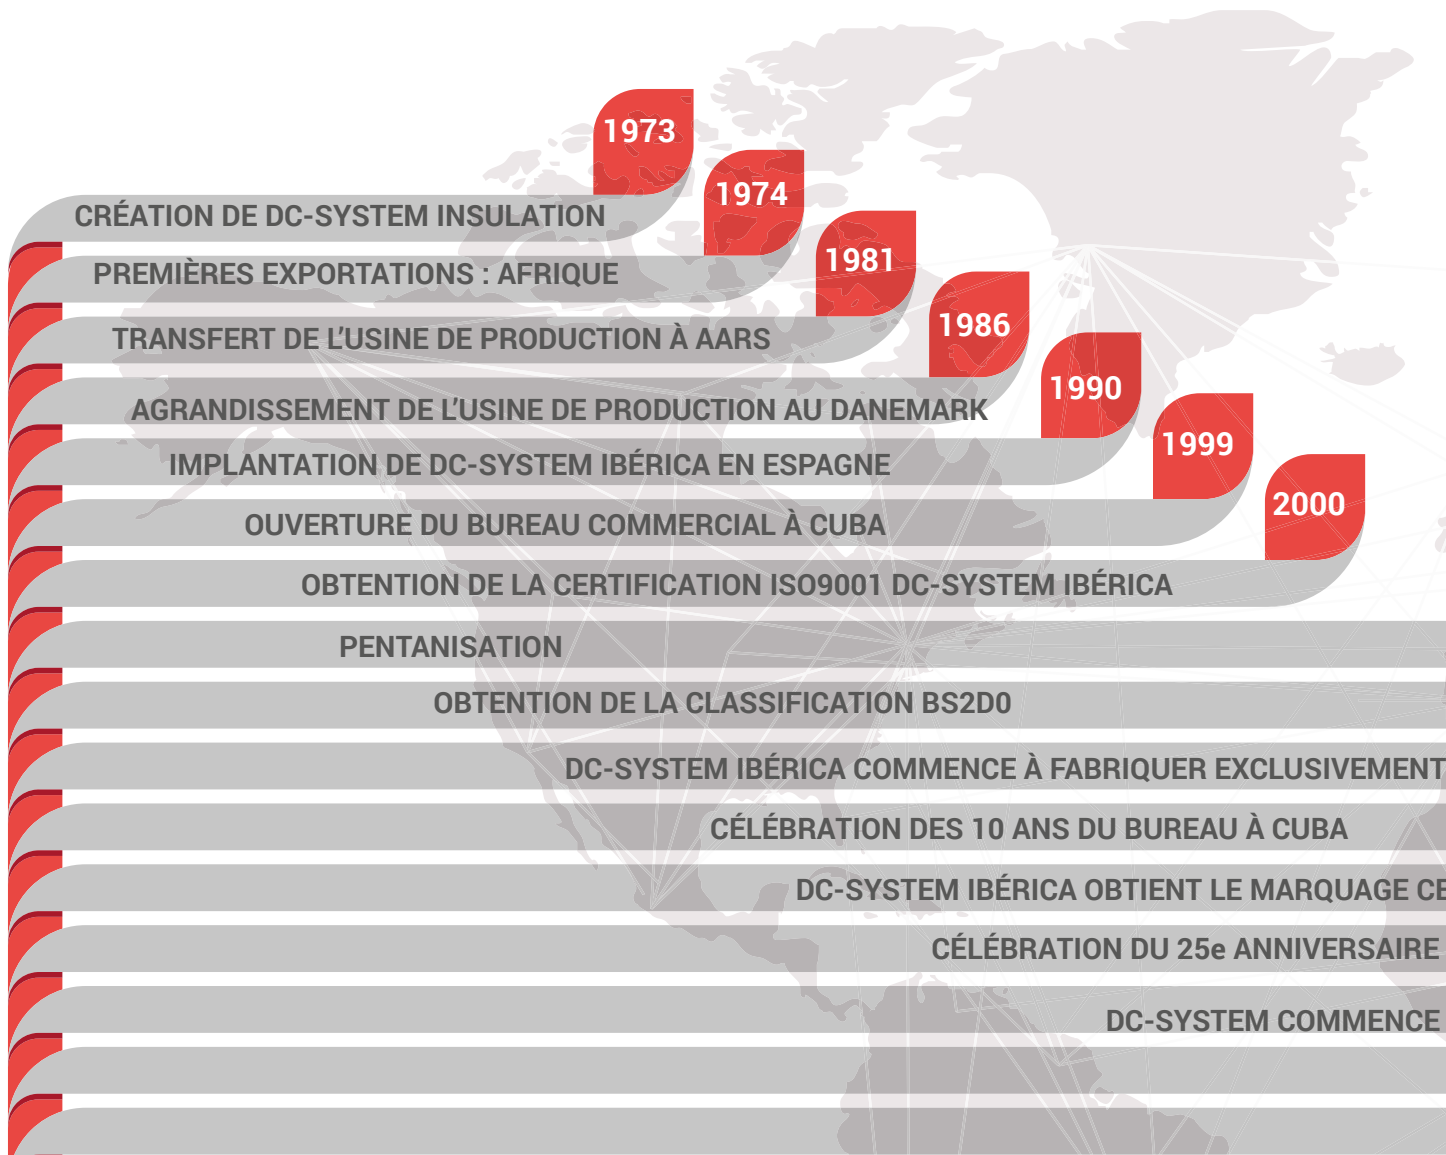 1973
CRÉATION DE DC-SYSTEM INSULATION
1974
PREMIÈRES EXPORTATIONS : AFRIQUE
1981
TRANSFERT DE L'USINE DE PRODUCTION À AARS
1986
AGRANDISSEMENT DE L'USINE DE PRODUCTION AU DANEMARK
1990
IMPLANTATION DE DC-SYSTEM IBÉRICA EN ESPAGNE
1999
OUVERTURE DU BUREAU COMMERCIAL À CUBA
2000
OBTENTION DE LA CERTIFICATION ISO9001 DC-SYSTEM IBÉRICA
PENTANISATION
OBTENTION DE LA CLASSIFICATION BS2D0
DC-SYSTEM IBÉRICA COMMENCE À FABRIQUER EXCLUSIVEMENT
CÉLÉBRATION DES 10 ANS DU BUREAU À CUBA
DC-SYSTEM IBÉRICA OBTIENT LE MARQUAGE CE
CÉLÉBRATION DU 25e ANNIVERSAIRE
DC-SYSTEM COMMENCE